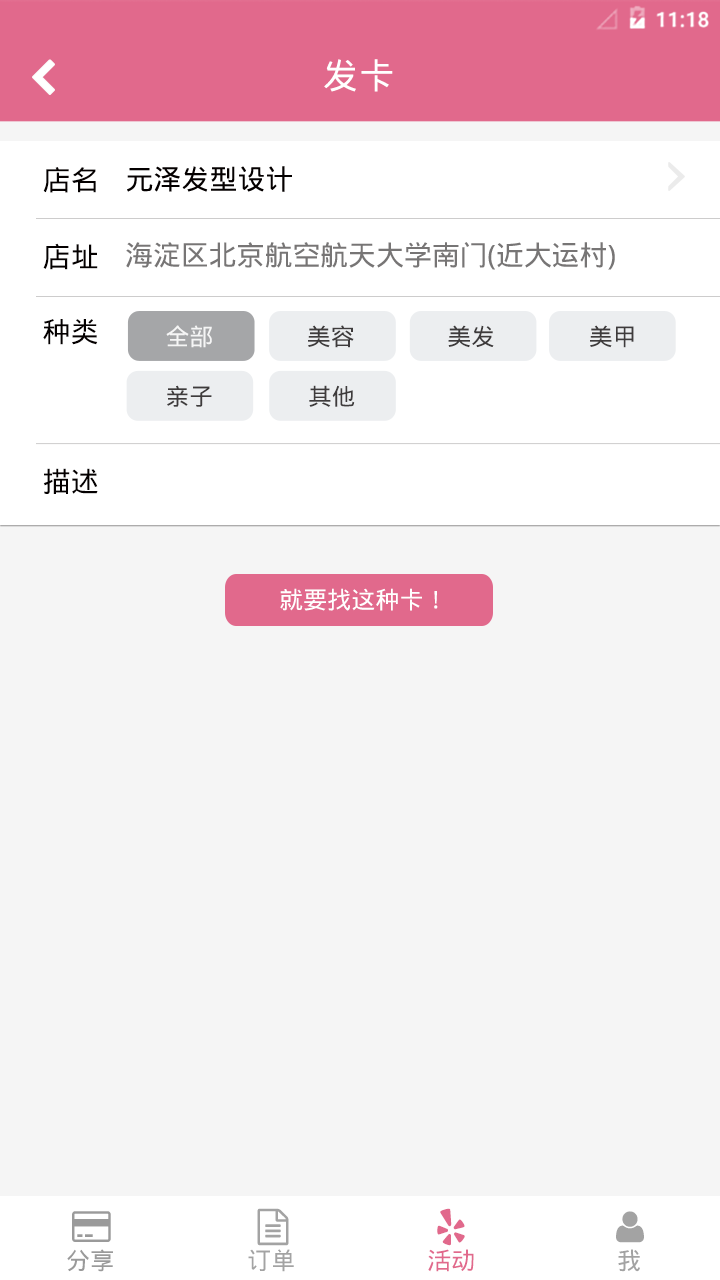 11:18
发卡
店名 元泽发型设计
店址 海淀区北京航空航天大学南门(近大运村)
种类 全部 美容 美发 美甲
亲子 其他
描述
就要找这种卡！
分享 订单 活动 我